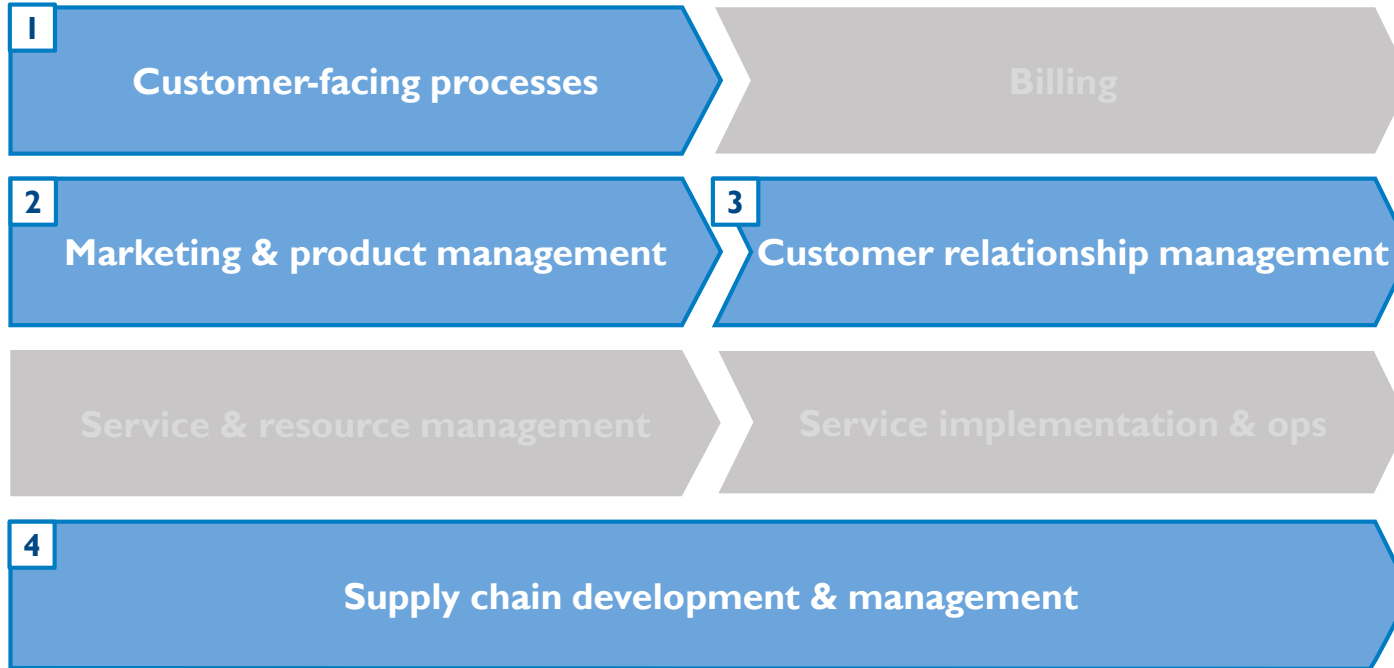 1
Customer-facing processes
Billing
2
Marketing & product management
3
Customer relationship management
Service & resource management
Service implementation & ops
4
Supply chain development & management